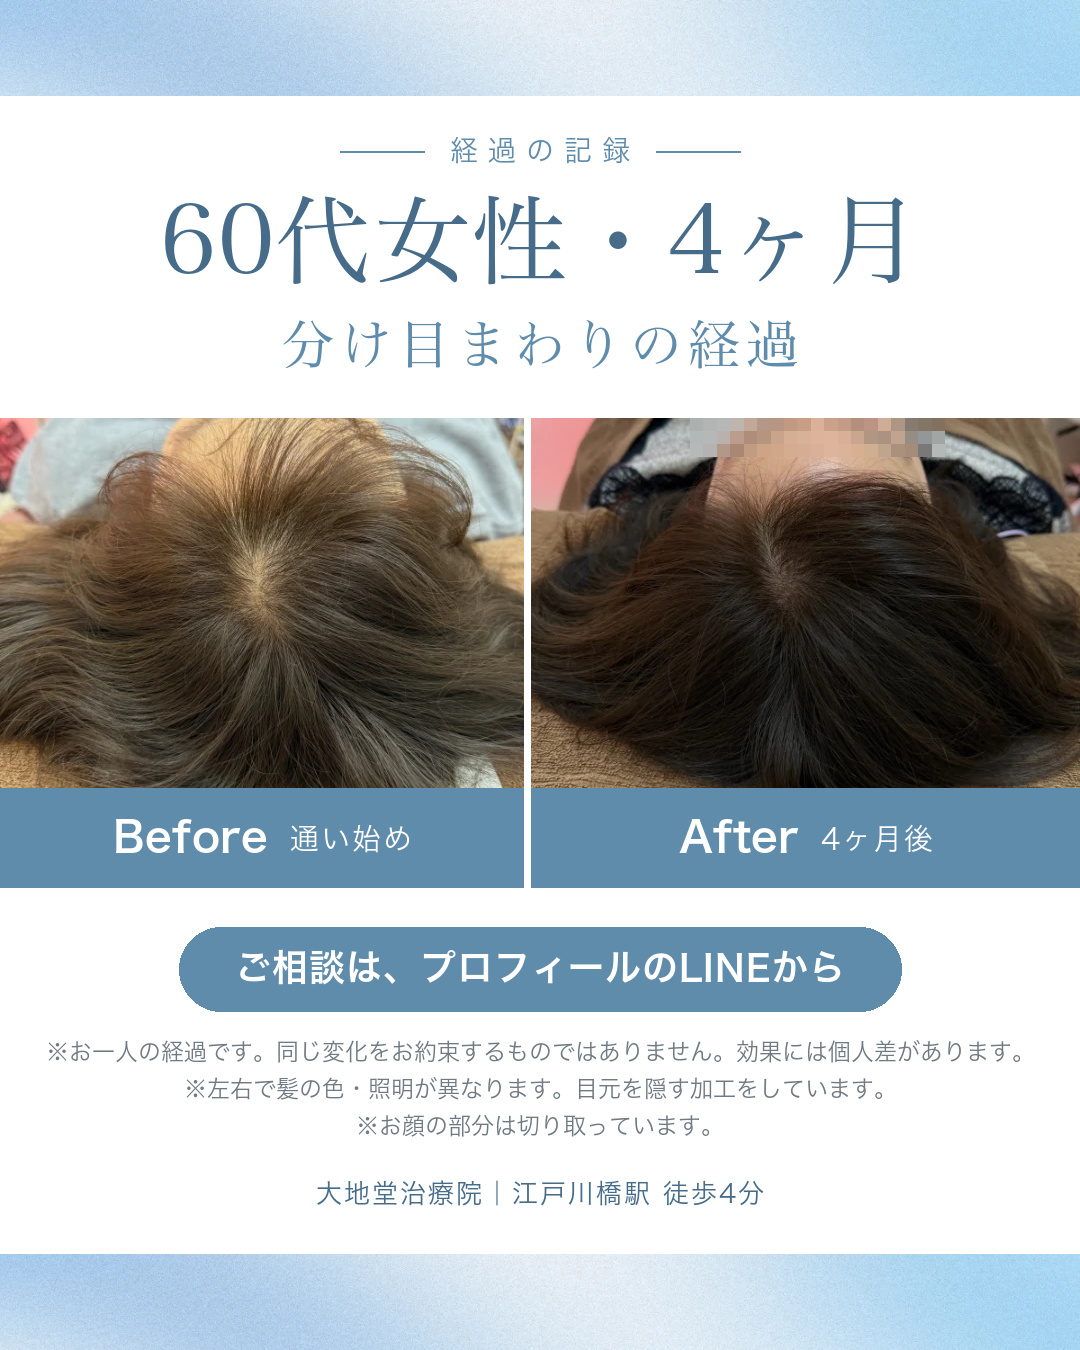 経過の記録
60代女性・4ヶ月
分け目まわりの経過
Before 通い始め
After 4ヶ月後
ご相談は、プロフィールのLINEから
※お一人の経過です。同じ変化をお約束するものではありません。効果には個人差があります。
※左右で髪の色・照明が異なります。目元を隠す加工をしています。
※お顔の部分は切り取っています。
大地堂治療院｜江戸川橋駅 徒歩4分